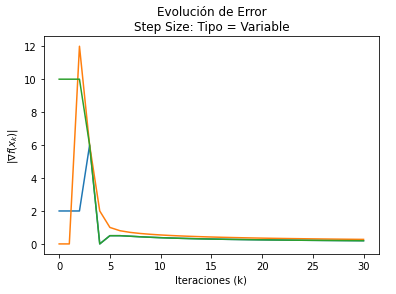 Evolución de Error
Step Size: Tipo = Variable
|∇f(x_k)|
12
10
8
6
4
2
0
0 5 10 15 20 25 30
Iteraciones (k)